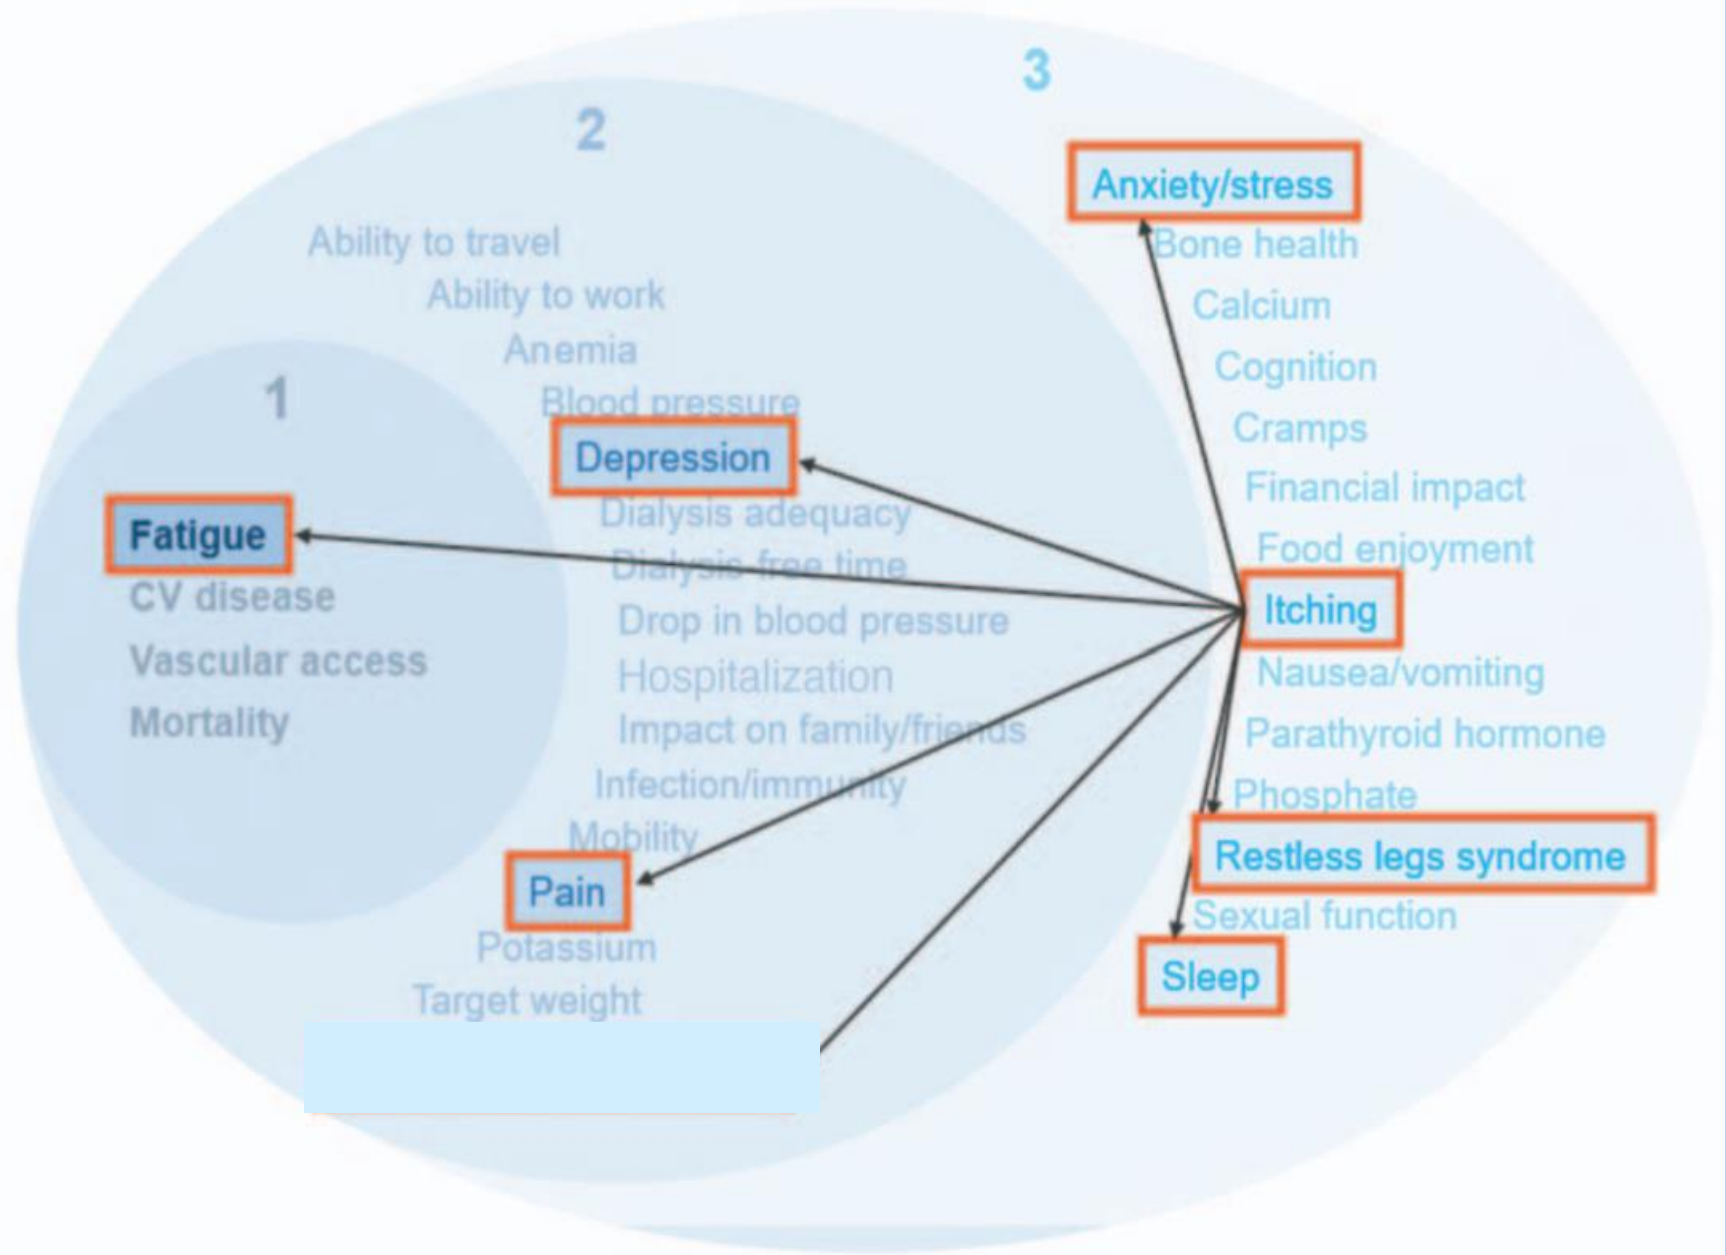 3
2
Anxiety/stress
Bone health
Calcium
Cognition
Cramps
Financial impact
Food enjoyment
Itching
Nausea/vomiting
Parathyroid hormone
Phosphate
Restless legs syndrome
Sexual function
Sleep
Ability to travel
Ability to work
Anemia
Blood pressure
Depression
Dialysis adequacy
Dialysis-free time
Drop in blood pressure
Hospitalization
Impact on family/friends
Infection/immunity
Mobility
Pain
Potassium
Target weight
1
Fatigue
CV disease
Vascular access
Mortality